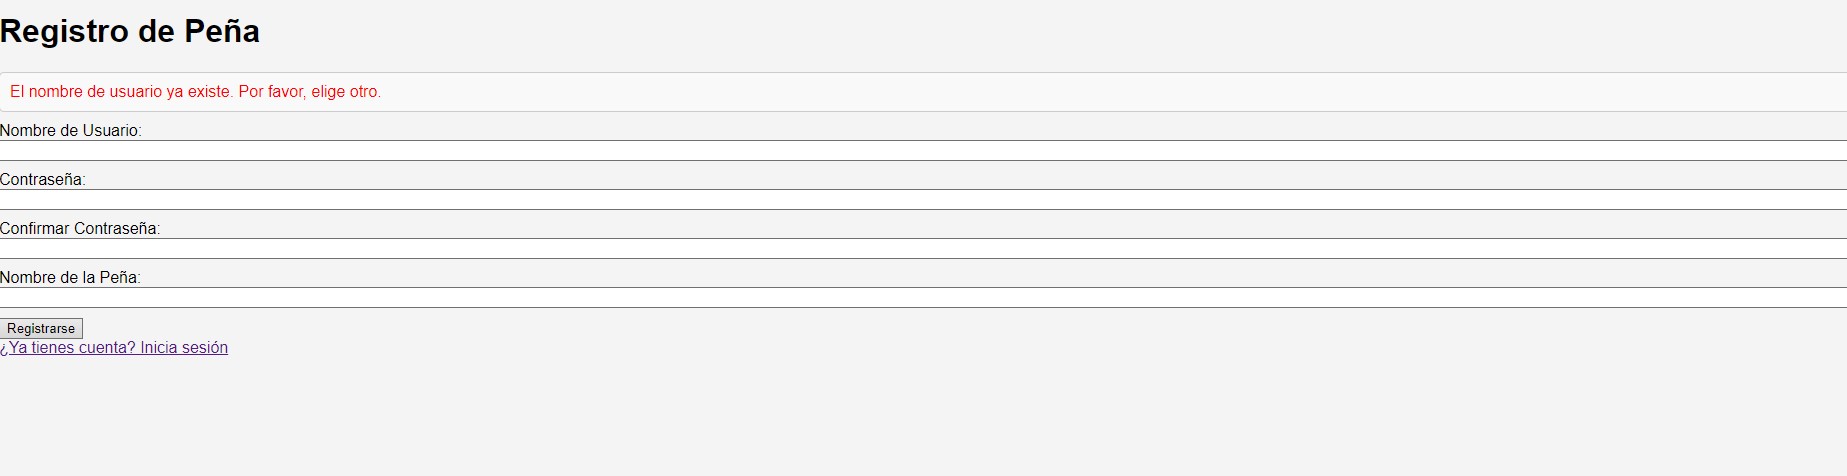 Registro de Peña
El nombre de usuario ya existe. Por favor, elige otro.
Nombre de Usuario:
Contraseña:
Confirmar Contraseña:
Nombre de la Peña:
Registrarse
¿Ya tienes cuenta? Inicia sesión